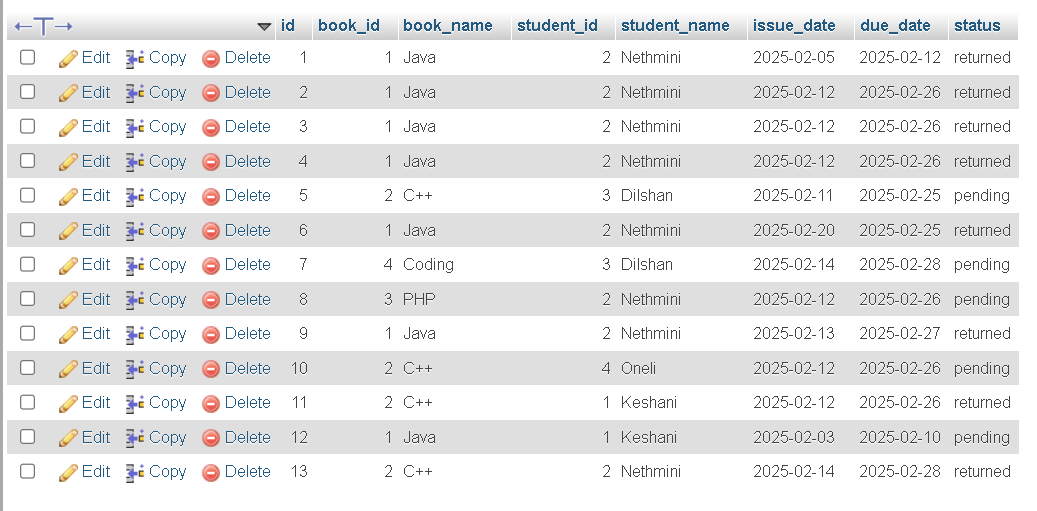 id book_id book_name student_id student_name issue_date due_date status
Edit Copy Delete 1 1 Java 2 Nethmini 2025-02-05 2025-02-12 returned
Edit Copy Delete 2 1 Java 2 Nethmini 2025-02-12 2025-02-26 returned
Edit Copy Delete 3 1 Java 2 Nethmini 2025-02-12 2025-02-26 returned
Edit Copy Delete 4 1 Java 2 Nethmini 2025-02-12 2025-02-26 returned
Edit Copy Delete 5 2 C++ 3 Dilshan 2025-02-11 2025-02-25 pending
Edit Copy Delete 6 1 Java 2 Nethmini 2025-02-20 2025-02-25 returned
Edit Copy Delete 7 4 Coding 3 Dilshan 2025-02-14 2025-02-28 pending
Edit Copy Delete 8 3 PHP 2 Nethmini 2025-02-12 2025-02-26 pending
Edit Copy Delete 9 1 Java 2 Nethmini 2025-02-13 2025-02-27 returned
Edit Copy Delete 10 2 C++ 4 Oneli 2025-02-12 2025-02-26 pending
Edit Copy Delete 11 2 C++ 1 Keshani 2025-02-12 2025-02-26 returned
Edit Copy Delete 12 1 Java 1 Keshani 2025-02-03 2025-02-10 pending
Edit Copy Delete 13 2 C++ 2 Nethmini 2025-02-14 2025-02-28 returned